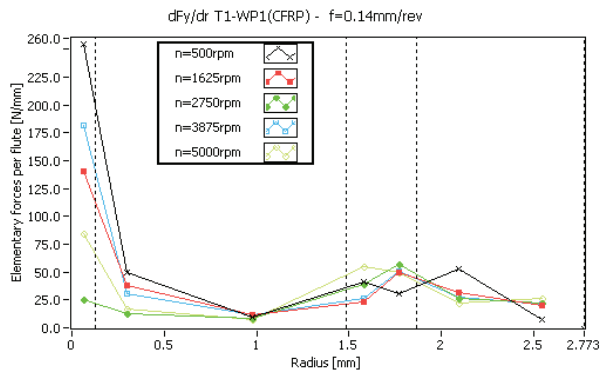 dFy/dr T1-WP1(CFRP) - f=0.14mm/rev
Elementary forces per flute [N/mm]
260.0
225.0
200.0
175.0
150.0
125.0
100.0
75.0
50.0
25.0
0.0
n=500rpm
n=1625rpm
n=2750rpm
n=3875rpm
n=5000rpm
0 0.5 1 1.5 2 2.5 2.773
Radius [mm]